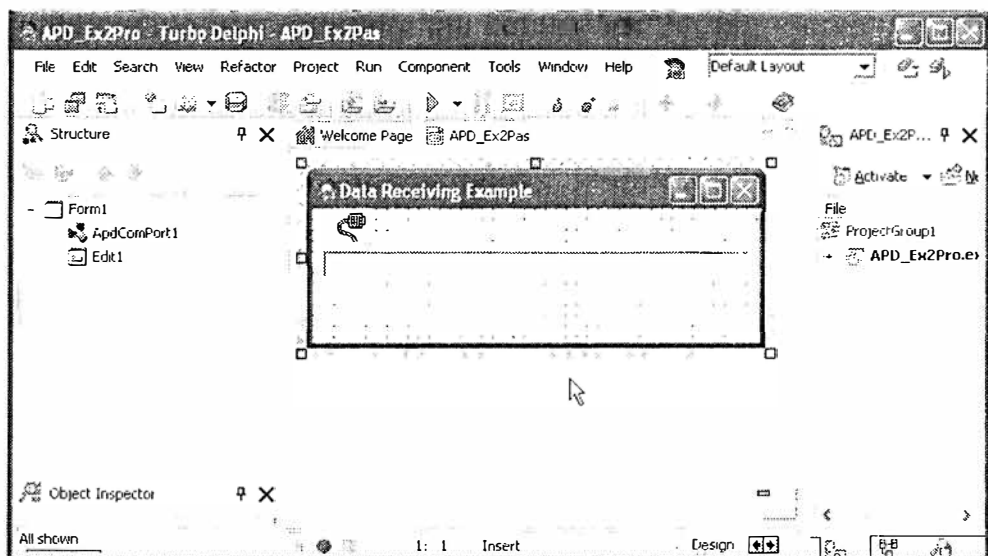 APD_Ex2Pro - Turbo Delphi - APD_Ex2Pas
File Edit Search View Refactor Project Run Component Tools Window Help Default Layout
Structure
Welcome Page APD_Ex2Pas
APD_Ex2P...
Activate
Data Receiving Example
Form1
ApdComPort1
Edit1
File
ProjectGroup1
APD_Ex2Pro.e
Object Inspector
All shown
1: 1 Insert
Design